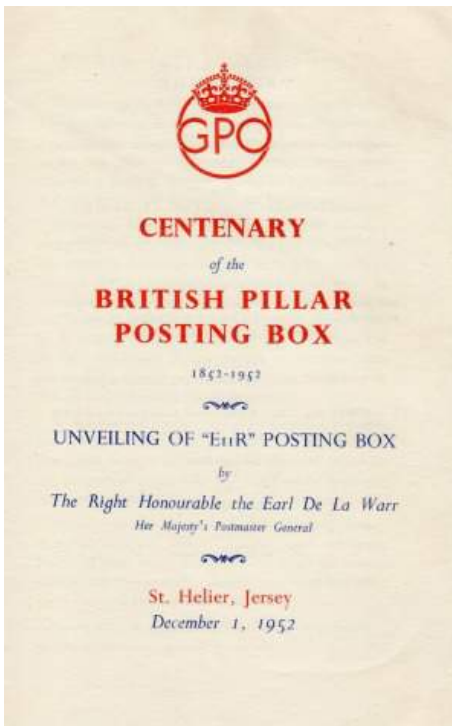 GPO
CENTENARY
of the
BRITISH PILLAR
POSTING BOX
1852-1952
UNVEILING OF "EIIR" POSTING BOX
by
The Right Honourable the Earl De La Warr
Her Majesty's Postmaster General
St. Helier, Jersey
December 1, 1952